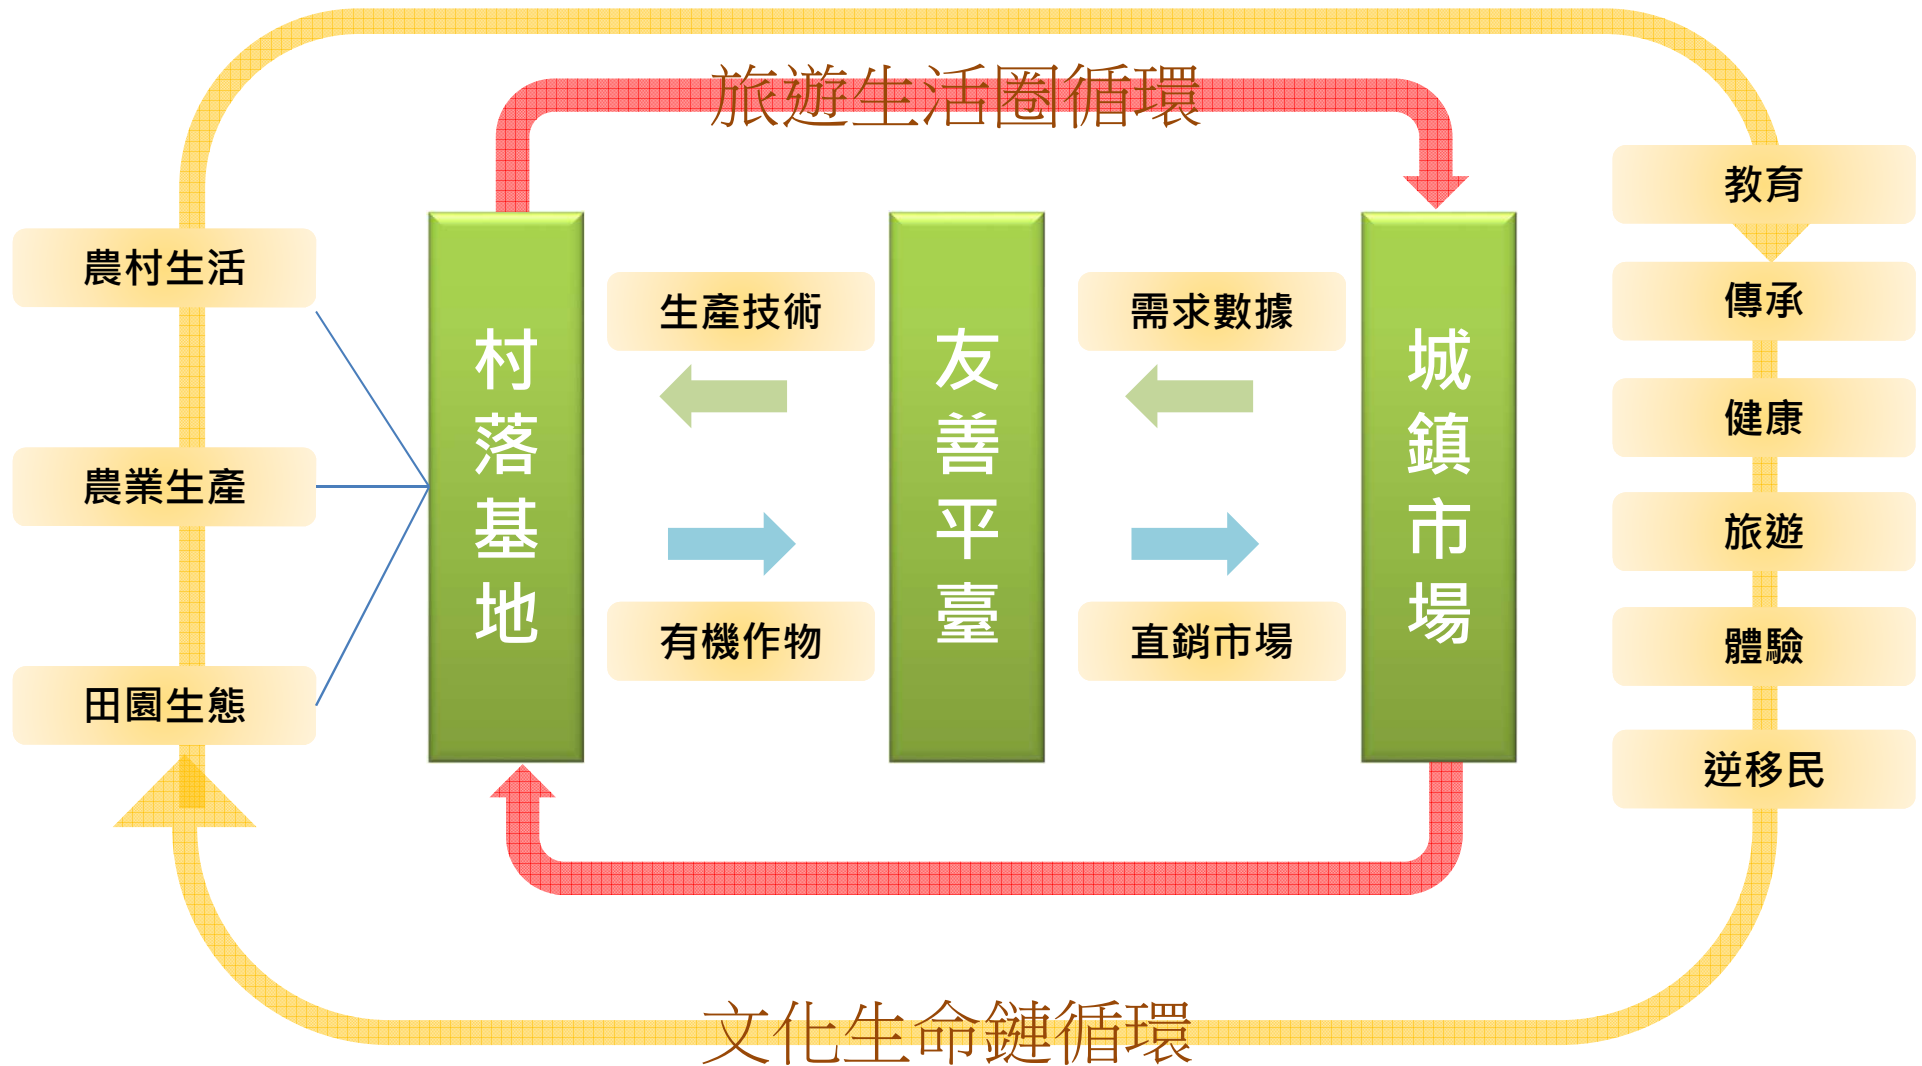 旅遊生活圈循環
農村生活
農業生產
田園生態
村落基地
生產技術
有機作物
友善平臺
需求數據
直銷市場
城鎮市場
教育
傳承
健康
旅遊
體驗
逆移民
文化生命鏈循環